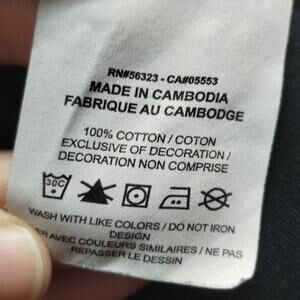 RN#56323 - CA#05553
MADE IN CAMBODIA
FABRIQUE AU CAMBODGE
100% COTTON / COTON
EXCLUSIVE OF DECORATION /
DECORATION NON COMPRISE
30C
WASH WITH LIKE COLORS / DO NOT IRON
DESIGN
AVEC COULEURS SIMILAIRES / NE PAS
REPASSER LE DESSIN